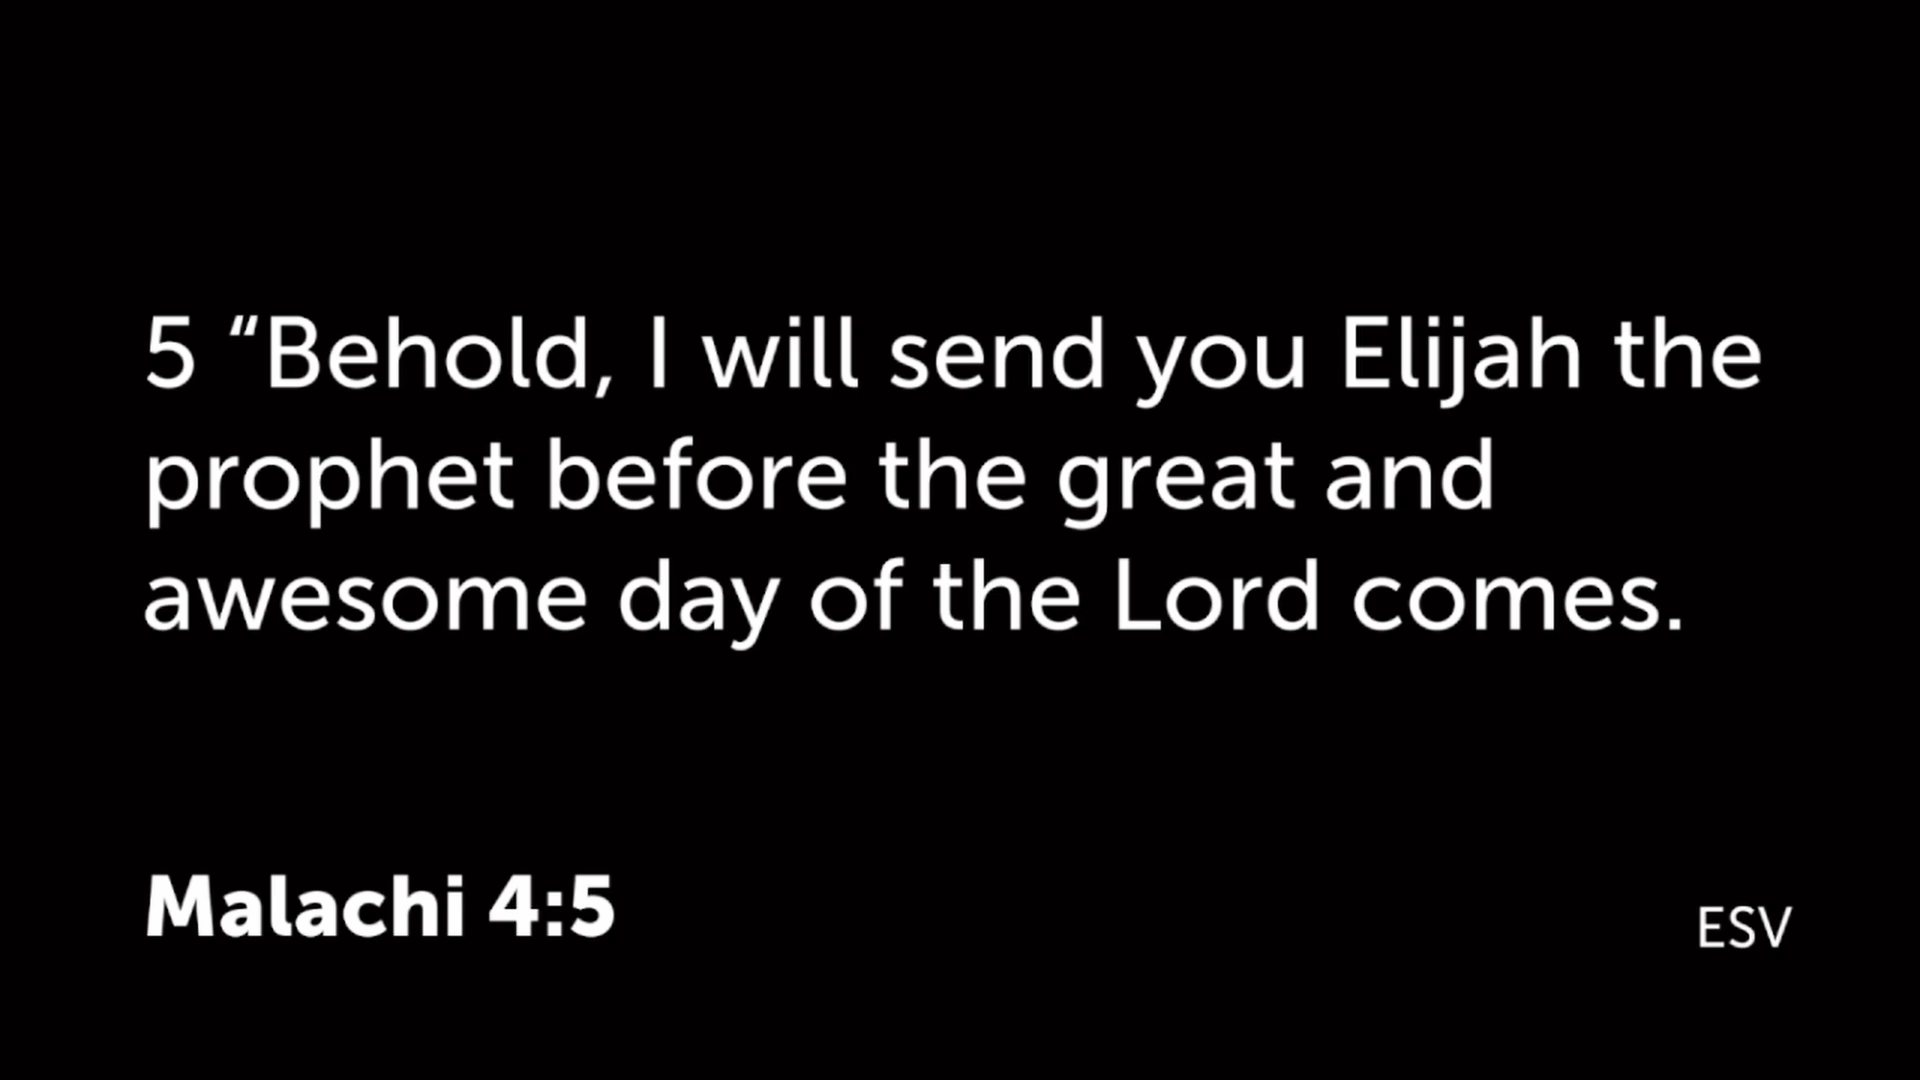 5 “Behold, I will send you Elijah the
prophet before the great and
awesome day of the Lord comes.
Malachi 4:5
ESV